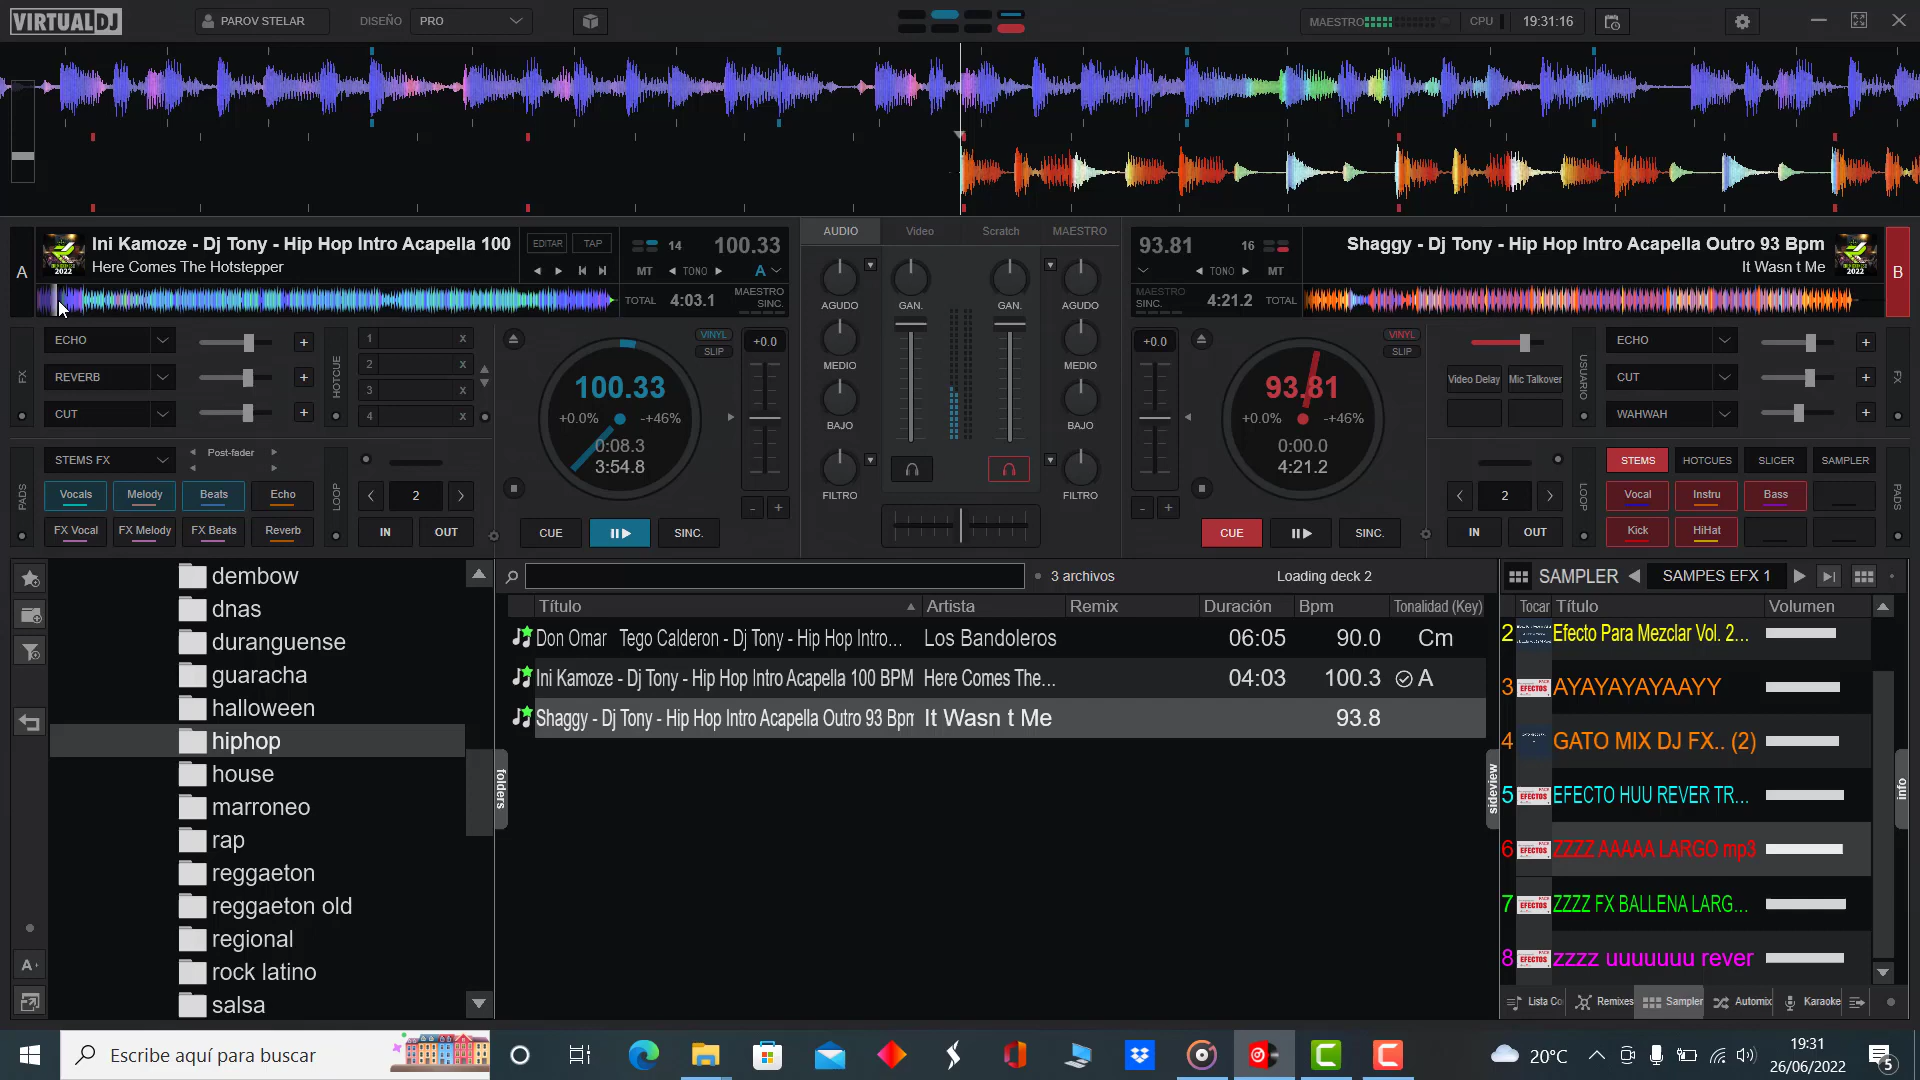 VIRTUALDJ
PAROV STELAR
DISEÑO
PRO
MAESTRO
CPU
19:31:16
A
Ini Kamoze - Dj Tony - Hip Hop Intro Acapella 100
Here Comes The Hotstepper
EDITAR
TAP
14
100.33
MT
TONO
A
TOTAL
4:03.1
MAESTRO
SINC.
AUDIO
Video
Scratch
MAESTRO
93.81
16
TONO
MT
MAESTRO
SINC.
4:21.2
TOTAL
Shaggy - Dj Tony - Hip Hop Intro Acapella Outro 93 Bpm
It Wasn t Me
B
FX
ECHO
+
REVERB
+
CUT
+
HOTCUE
1 x
2 x
3 x
4 x
VINYL
SLIP
100.33
+0.0% -+46%
0:08.3
3:54.8
+0.0
- +
AGUDO
MEDIO
BAJO
FILTRO
GAN.
GAN.
AGUDO
MEDIO
BAJO
FILTRO
+0.0
- +
VINYL
SLIP
93.81
+0.0% -+46%
0:00.0
4:21.2
Video Delay
Mic Talkover
USUARIO
ECHO
+
CUT
+
WAHWAH
+
FX
PADS
STEMS FX
Post-fader
Vocals
Melody
Beats
Echo
FX Vocal
FX Melody
FX Beats
Reverb
LOOP
2
IN
OUT
CUE
SINC.
CUE
SINC.
2
IN
OUT
LOOP
STEMS
HOTCUES
SLICER
SAMPLER
Vocal
Instru
Bass
Kick
HiHat
PADS
dembow
dnas
duranguense
guaracha
halloween
hiphop
house
marroneo
rap
reggaeton
reggaeton old
regional
rock latino
salsa
folders
3 archivos
Loading deck 2
Título
Artista
Remix
Duración
Bpm
Tonalidad (Key)
Don Omar Tego Calderon - Dj Tony - Hip Hop Intro... Los Bandoleros 06:05 90.0 Cm
Ini Kamoze - Dj Tony - Hip Hop Intro Acapella 100 BPM Here Comes The... 04:03 100.3 A
Shaggy - Dj Tony - Hip Hop Intro Acapella Outro 93 Bpm It Wasn t Me 93.8
sideview
SAMPLER
SAMPES EFX 1
Tocar
Título
Volumen
2 Efecto Para Mezclar Vol. 2...
3 EFECTOS AYAYAYAYAAYY
4 GATO MIX DJ FX.. (2)
5 EFECTOS EFECTO HUU REVER TR...
6 EFECTOS ZZZZ AAAAA LARGO mp3
7 EFECTOS ZZZZ FX BALLENA LARG...
8 EFECTOS zzzz uuuuuuu rever
info
Lista Co
Remixes
Sampler
Automix
Karaoke
Escribe aquí para buscar
20°C
19:31
26/06/2022
5